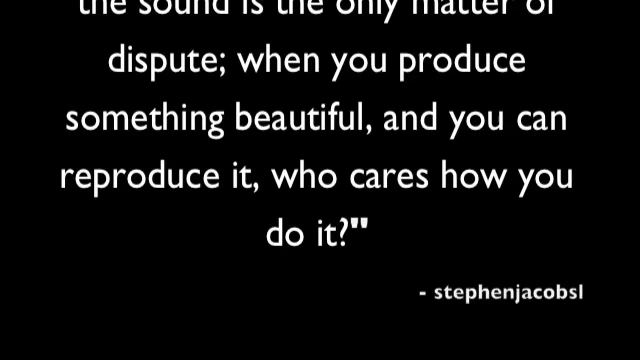 the sound is the only matter of
dispute; when you produce
something beautiful, and you can
reproduce it, who cares how you
do it?"
- stephenjacobsl